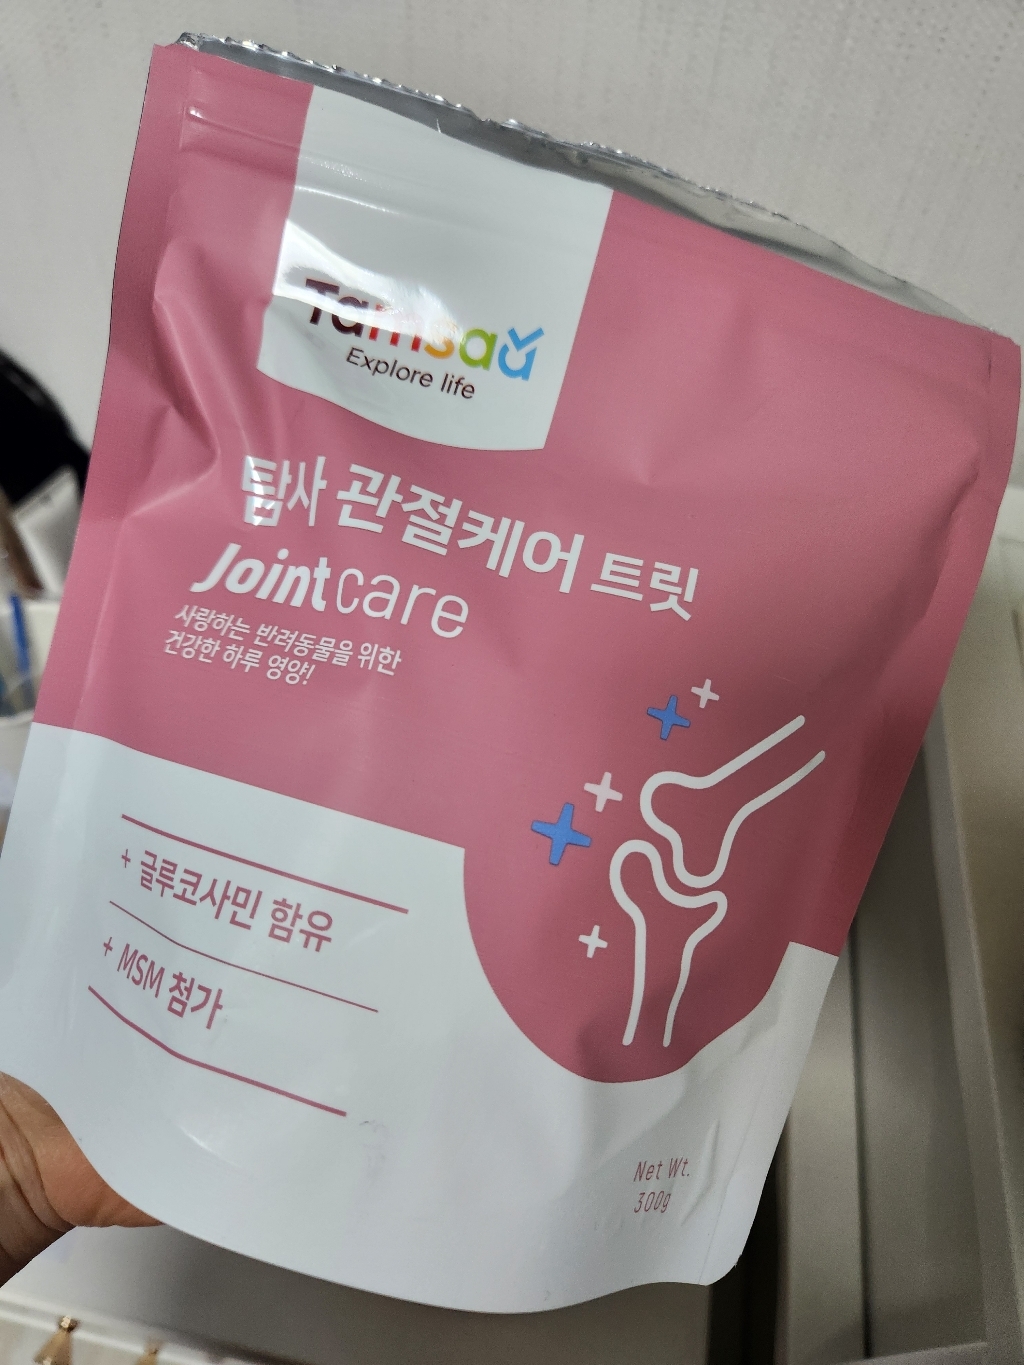 Tamsaa
Explore life
탐사 관절케어 트릿
Jointcare
사랑하는 반려동물을 위한
건강한 하루 영양!
+ 글루코사민 함유
+ MSM 첨가
Net Wt.
300g